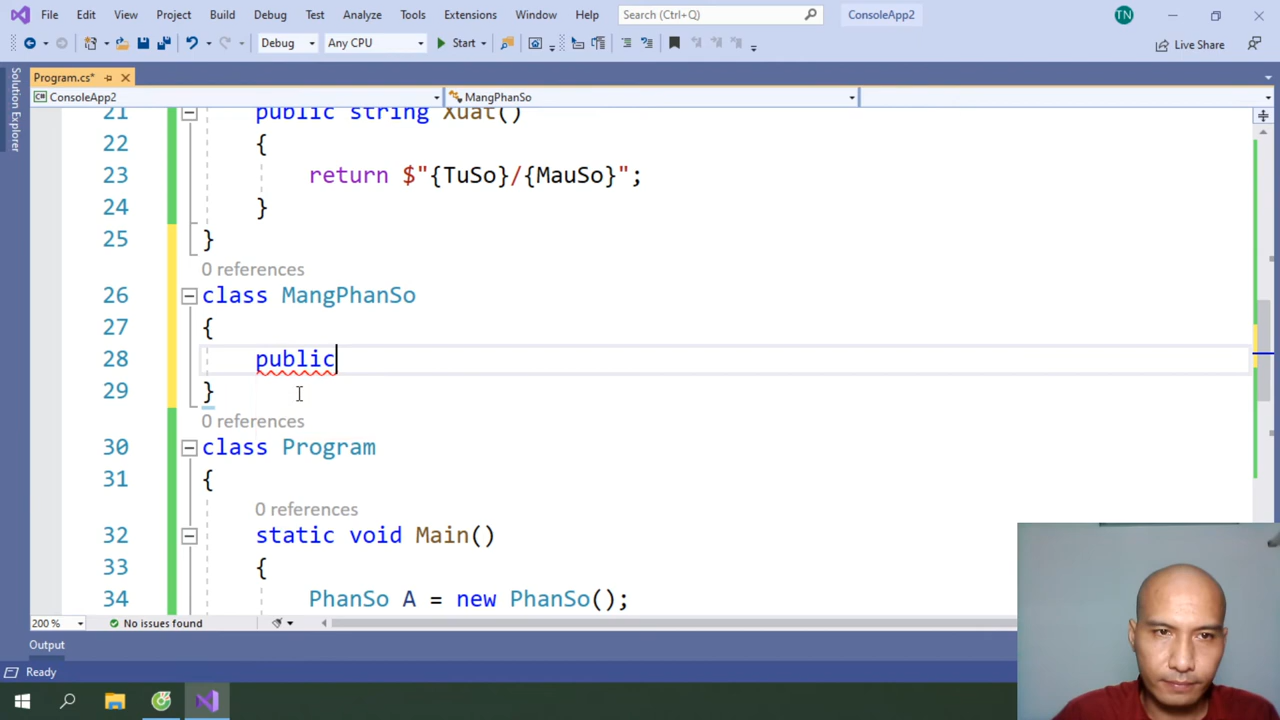 File Edit View Project Build Debug Test Analyze Tools Extensions Window Help Search (Ctrl+Q) ConsoleApp2 TN
Debug Any CPU Start Live Share
Program.cs*
ConsoleApp2 MangPhanSo
Solution Explorer
21 public string Xuat()
22 {
23 return $"{TuSo}/{MauSo}";
24 }
25 }
0 references
26 class MangPhanSo
27 {
28 public
29 }
0 references
30 class Program
31 {
0 references
32 static void Main()
33 {
34 PhanSo A = new PhanSo();
200 % No issues found
Output
Ready